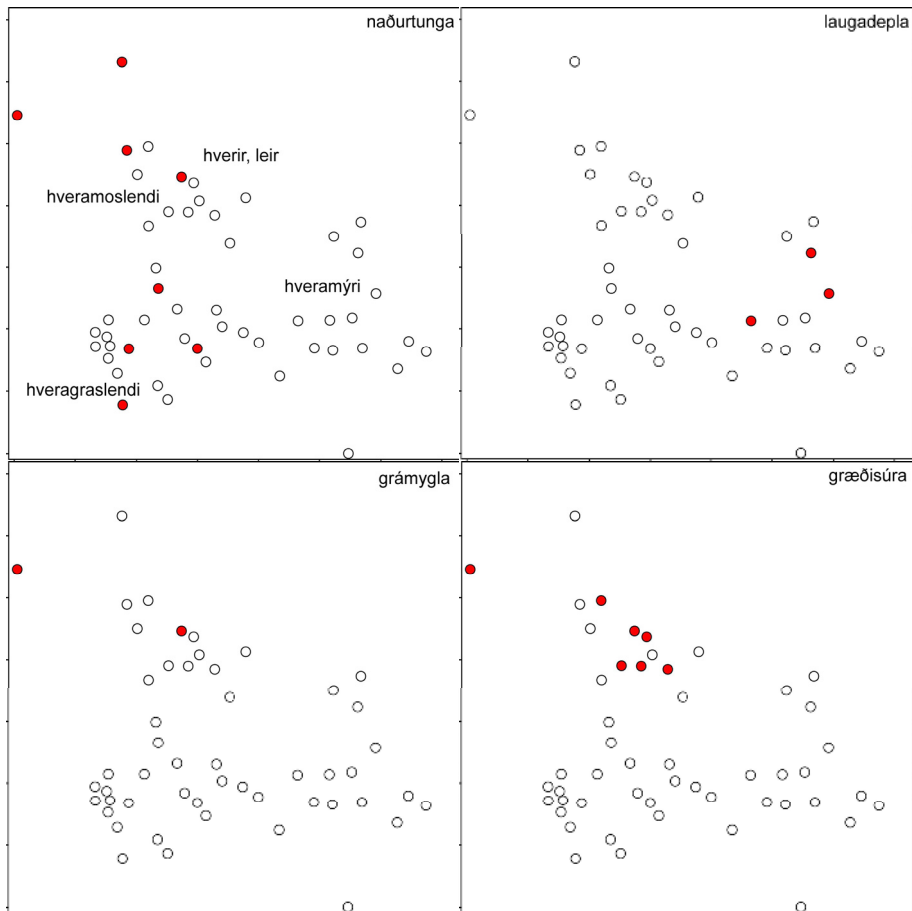 naðurtunga
laugadepla
hverir, leir
hveramoslendi
hveramýri
hveragraslendi
grámygla
græðisúra